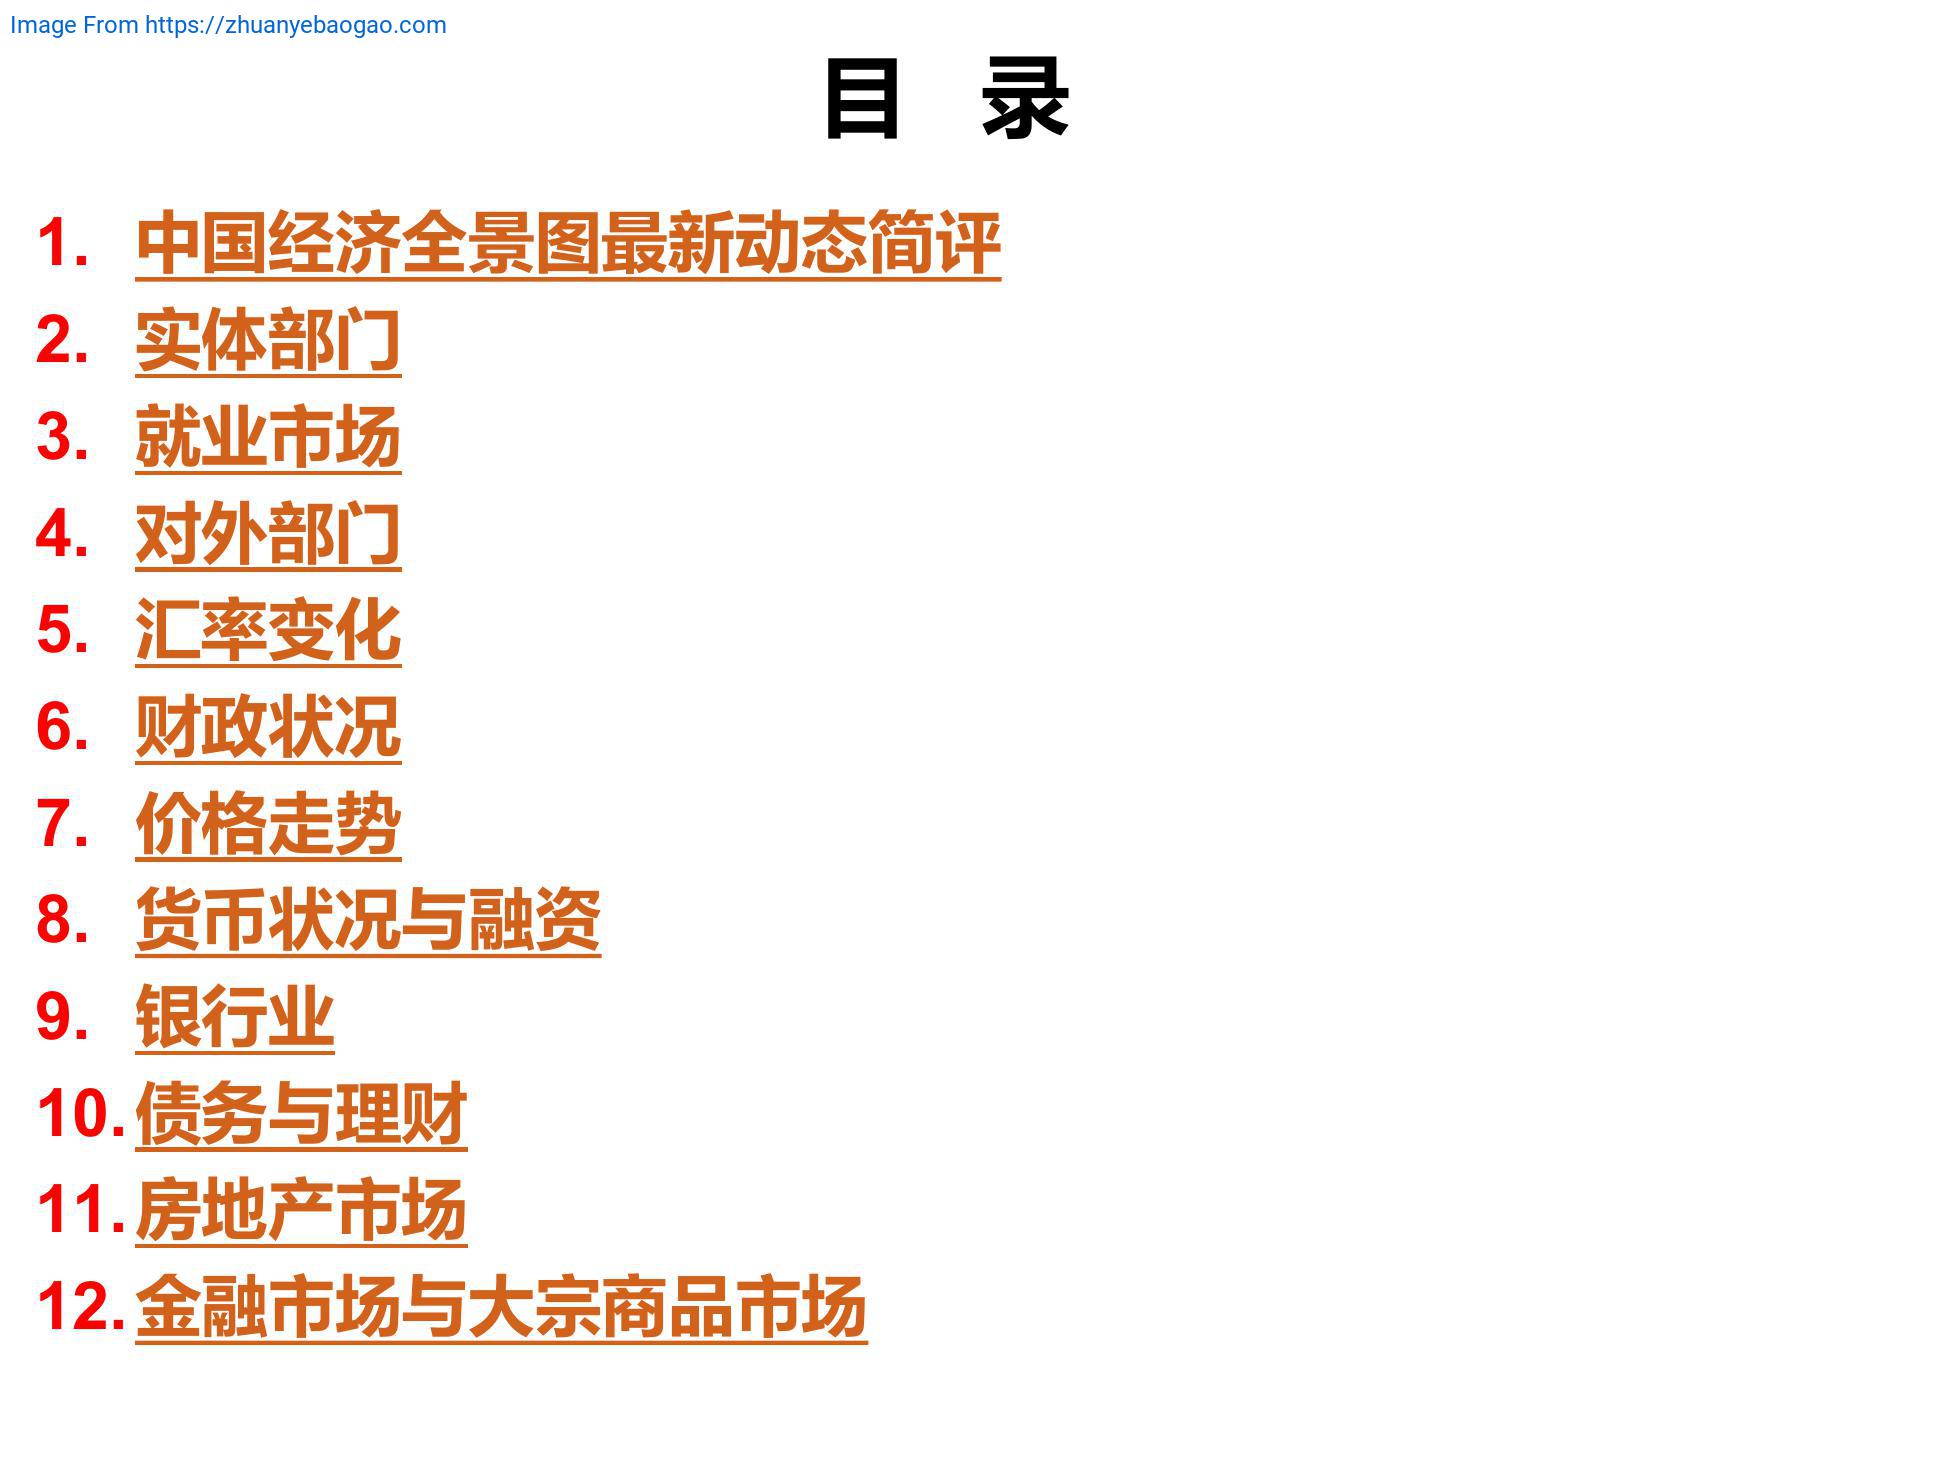 Image From https://zhuanyebaogao.com
目 录
1. 中国经济全景图最新动态简评
2. 实体部门
3. 就业市场
4. 对外部门
5. 汇率变化
6. 财政状况
7. 价格走势
8. 货币状况与融资
9. 银行业
10. 债务与理财
11. 房地产市场
12. 金融市场与大宗商品市场